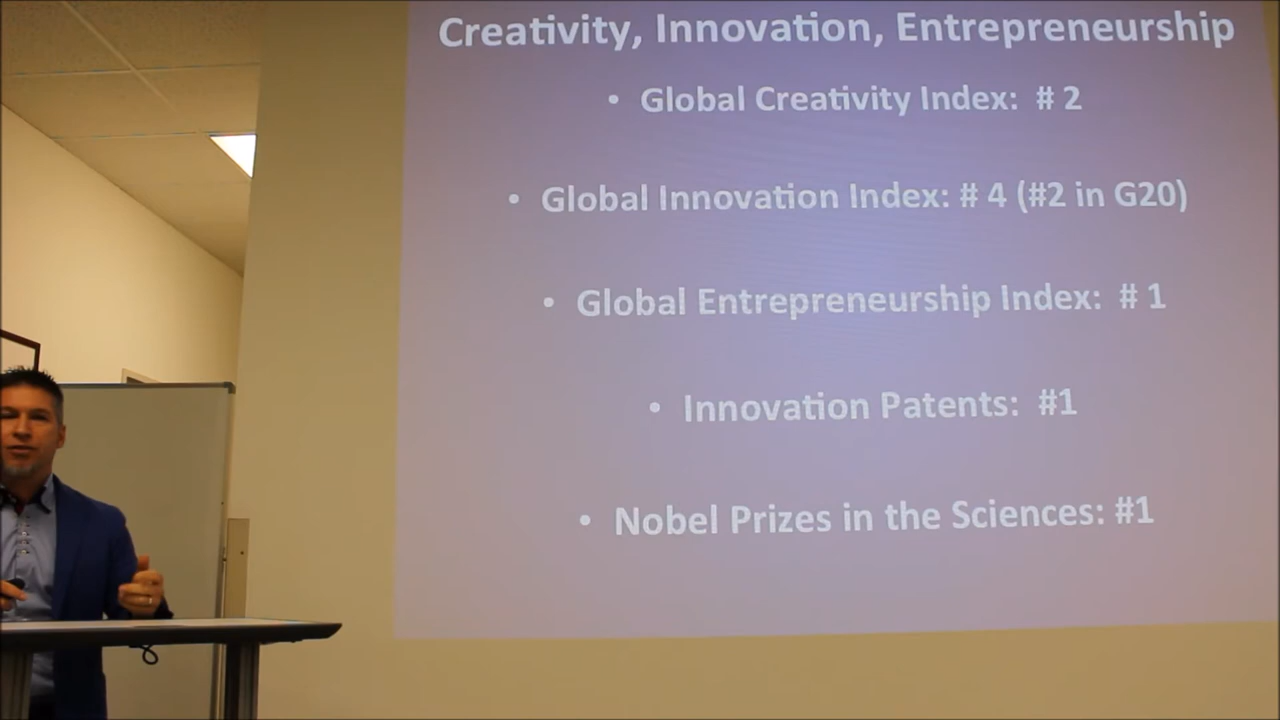 Creativity, Innovation, Entrepreneurship
• Global Creativity Index: # 2
• Global Innovation Index: # 4 (#2 in G20)
• Global Entrepreneurship Index: # 1
• Innovation Patents: #1
• Nobel Prizes in the Sciences: #1